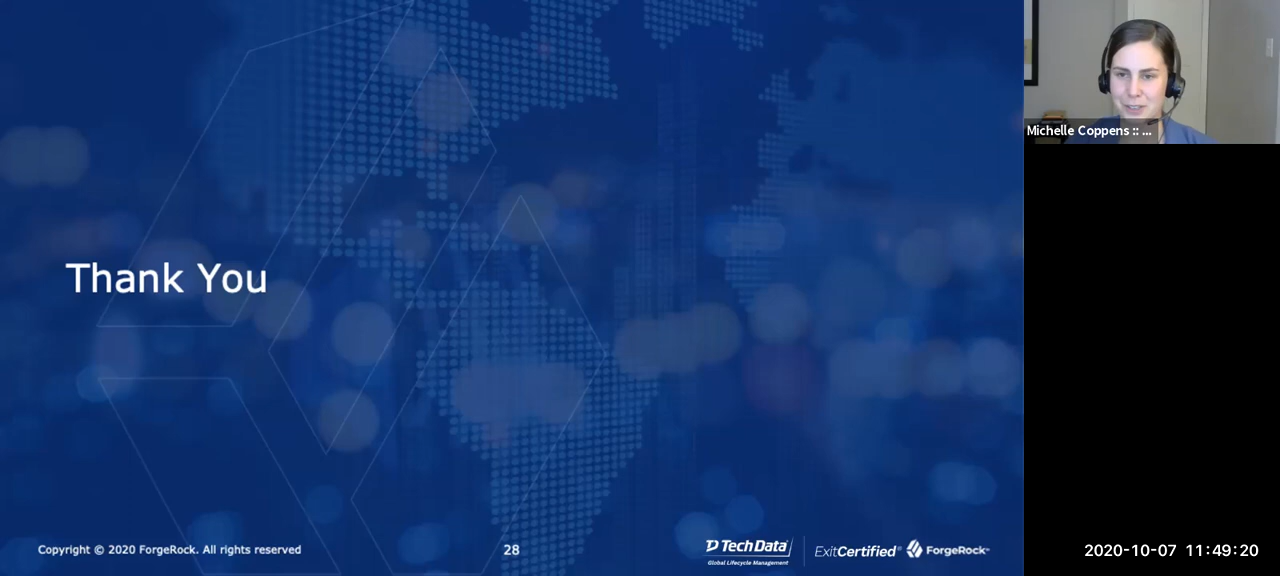 Michelle Coppens :: ...
Thank You
Copyright © 2020 ForgeRock. All rights reserved
28
Tech Data
Global Lifecycle Management
ExitCertified®
ForgeRock
2020-10-07 11:49:20